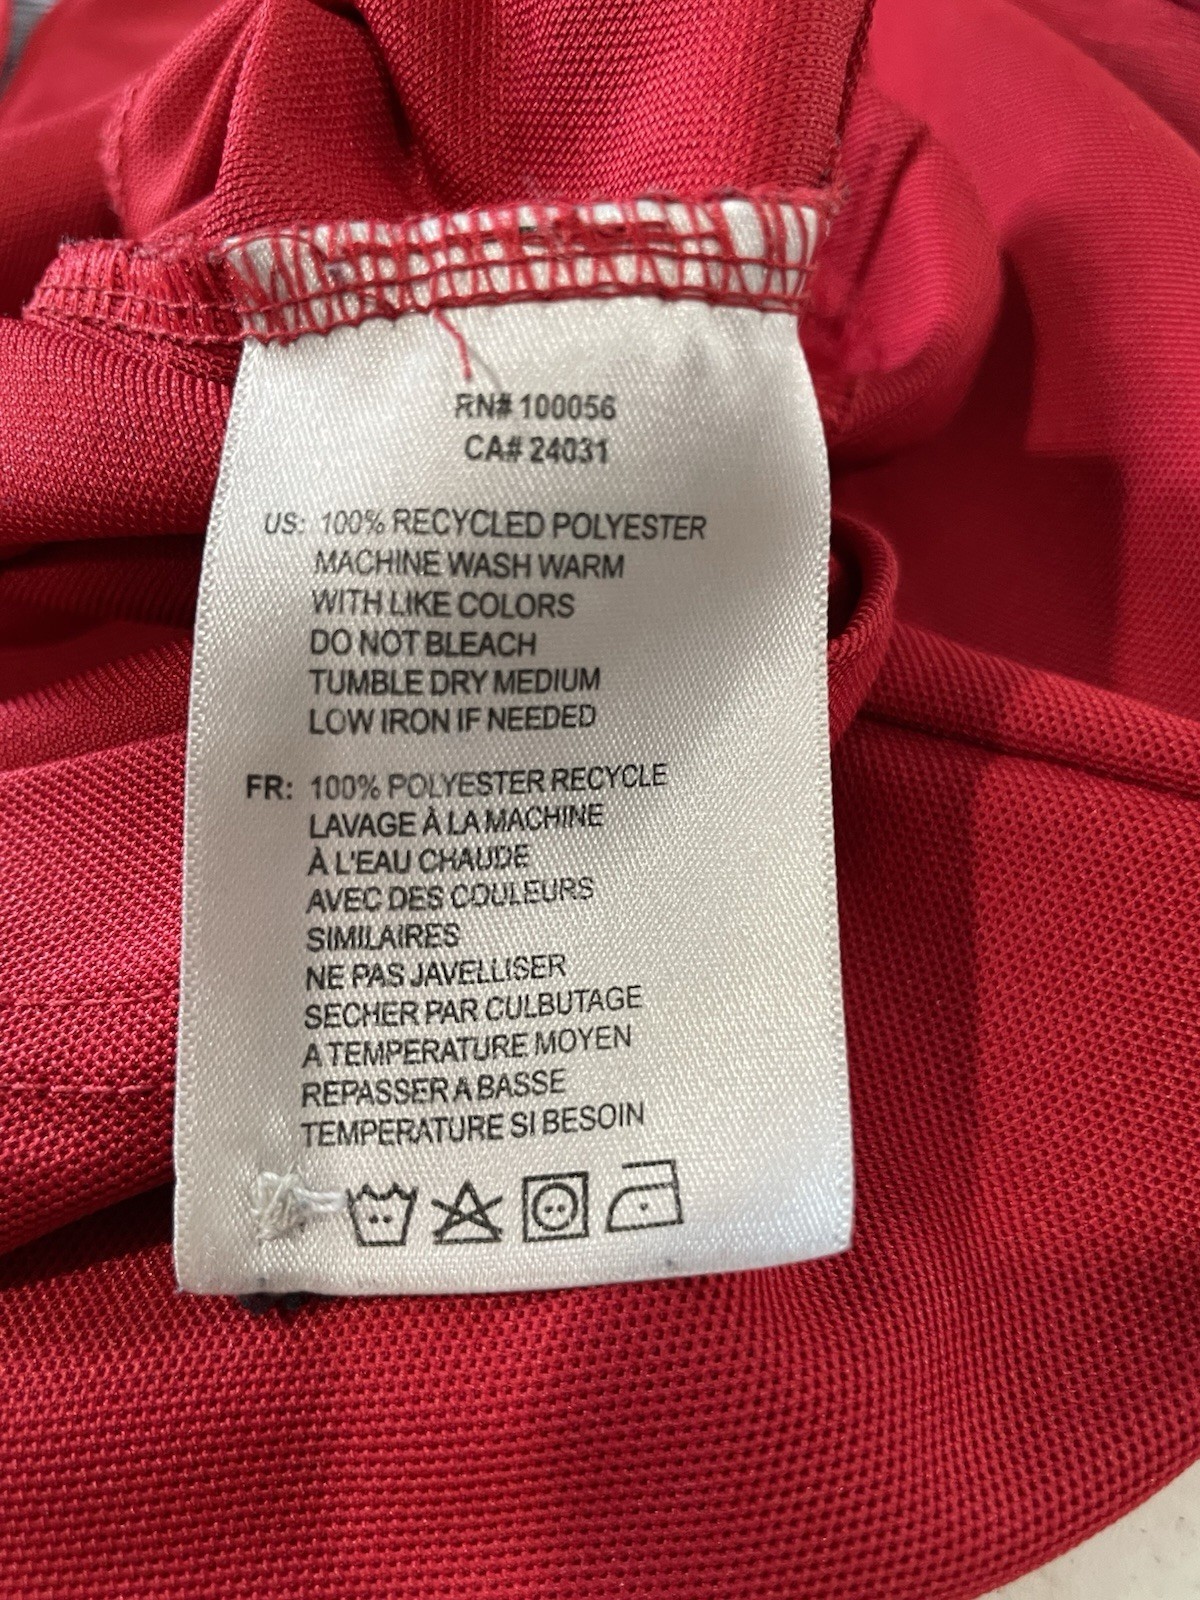 RN# 100056
CA# 24031
US: 100% RECYCLED POLYESTER
MACHINE WASH WARM
WITH LIKE COLORS
DO NOT BLEACH
TUMBLE DRY MEDIUM
LOW IRON IF NEEDED
FR: 100% POLYESTER RECYCLE
LAVAGE À LA MACHINE
À L'EAU CHAUDE
AVEC DES COULEURS
SIMILAIRES
NE PAS JAVELLISER
SECHER PAR CULBUTAGE
A TEMPERATURE MOYEN
REPASSER A BASSE
TEMPERATURE SI BESOIN